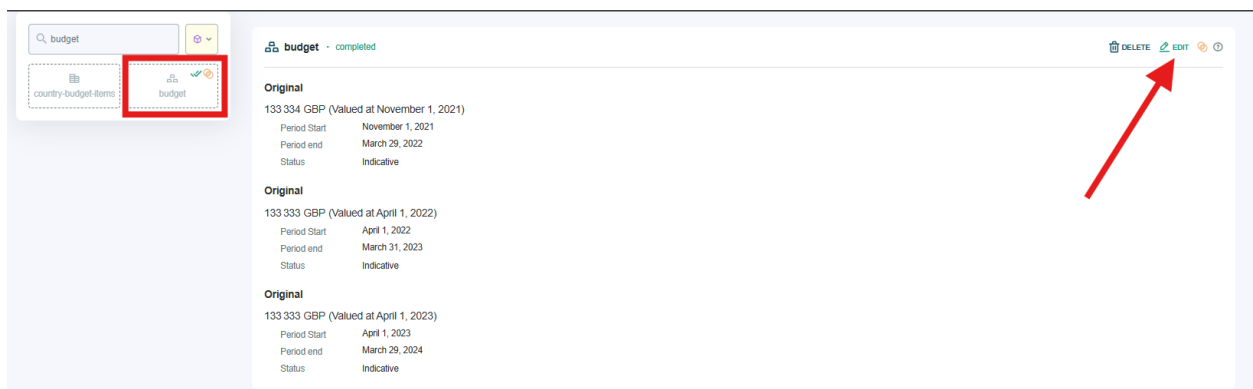 budget
country-budget-items
budget
budget · completed
DELETE EDIT
Original
133 334 GBP (Valued at November 1, 2021)
Period Start November 1, 2021
Period end March 29, 2022
Status Indicative
Original
133 333 GBP (Valued at April 1, 2022)
Period Start April 1, 2022
Period end March 31, 2023
Status Indicative
Original
133 333 GBP (Valued at April 1, 2023)
Period Start April 1, 2023
Period end March 29, 2024
Status Indicative